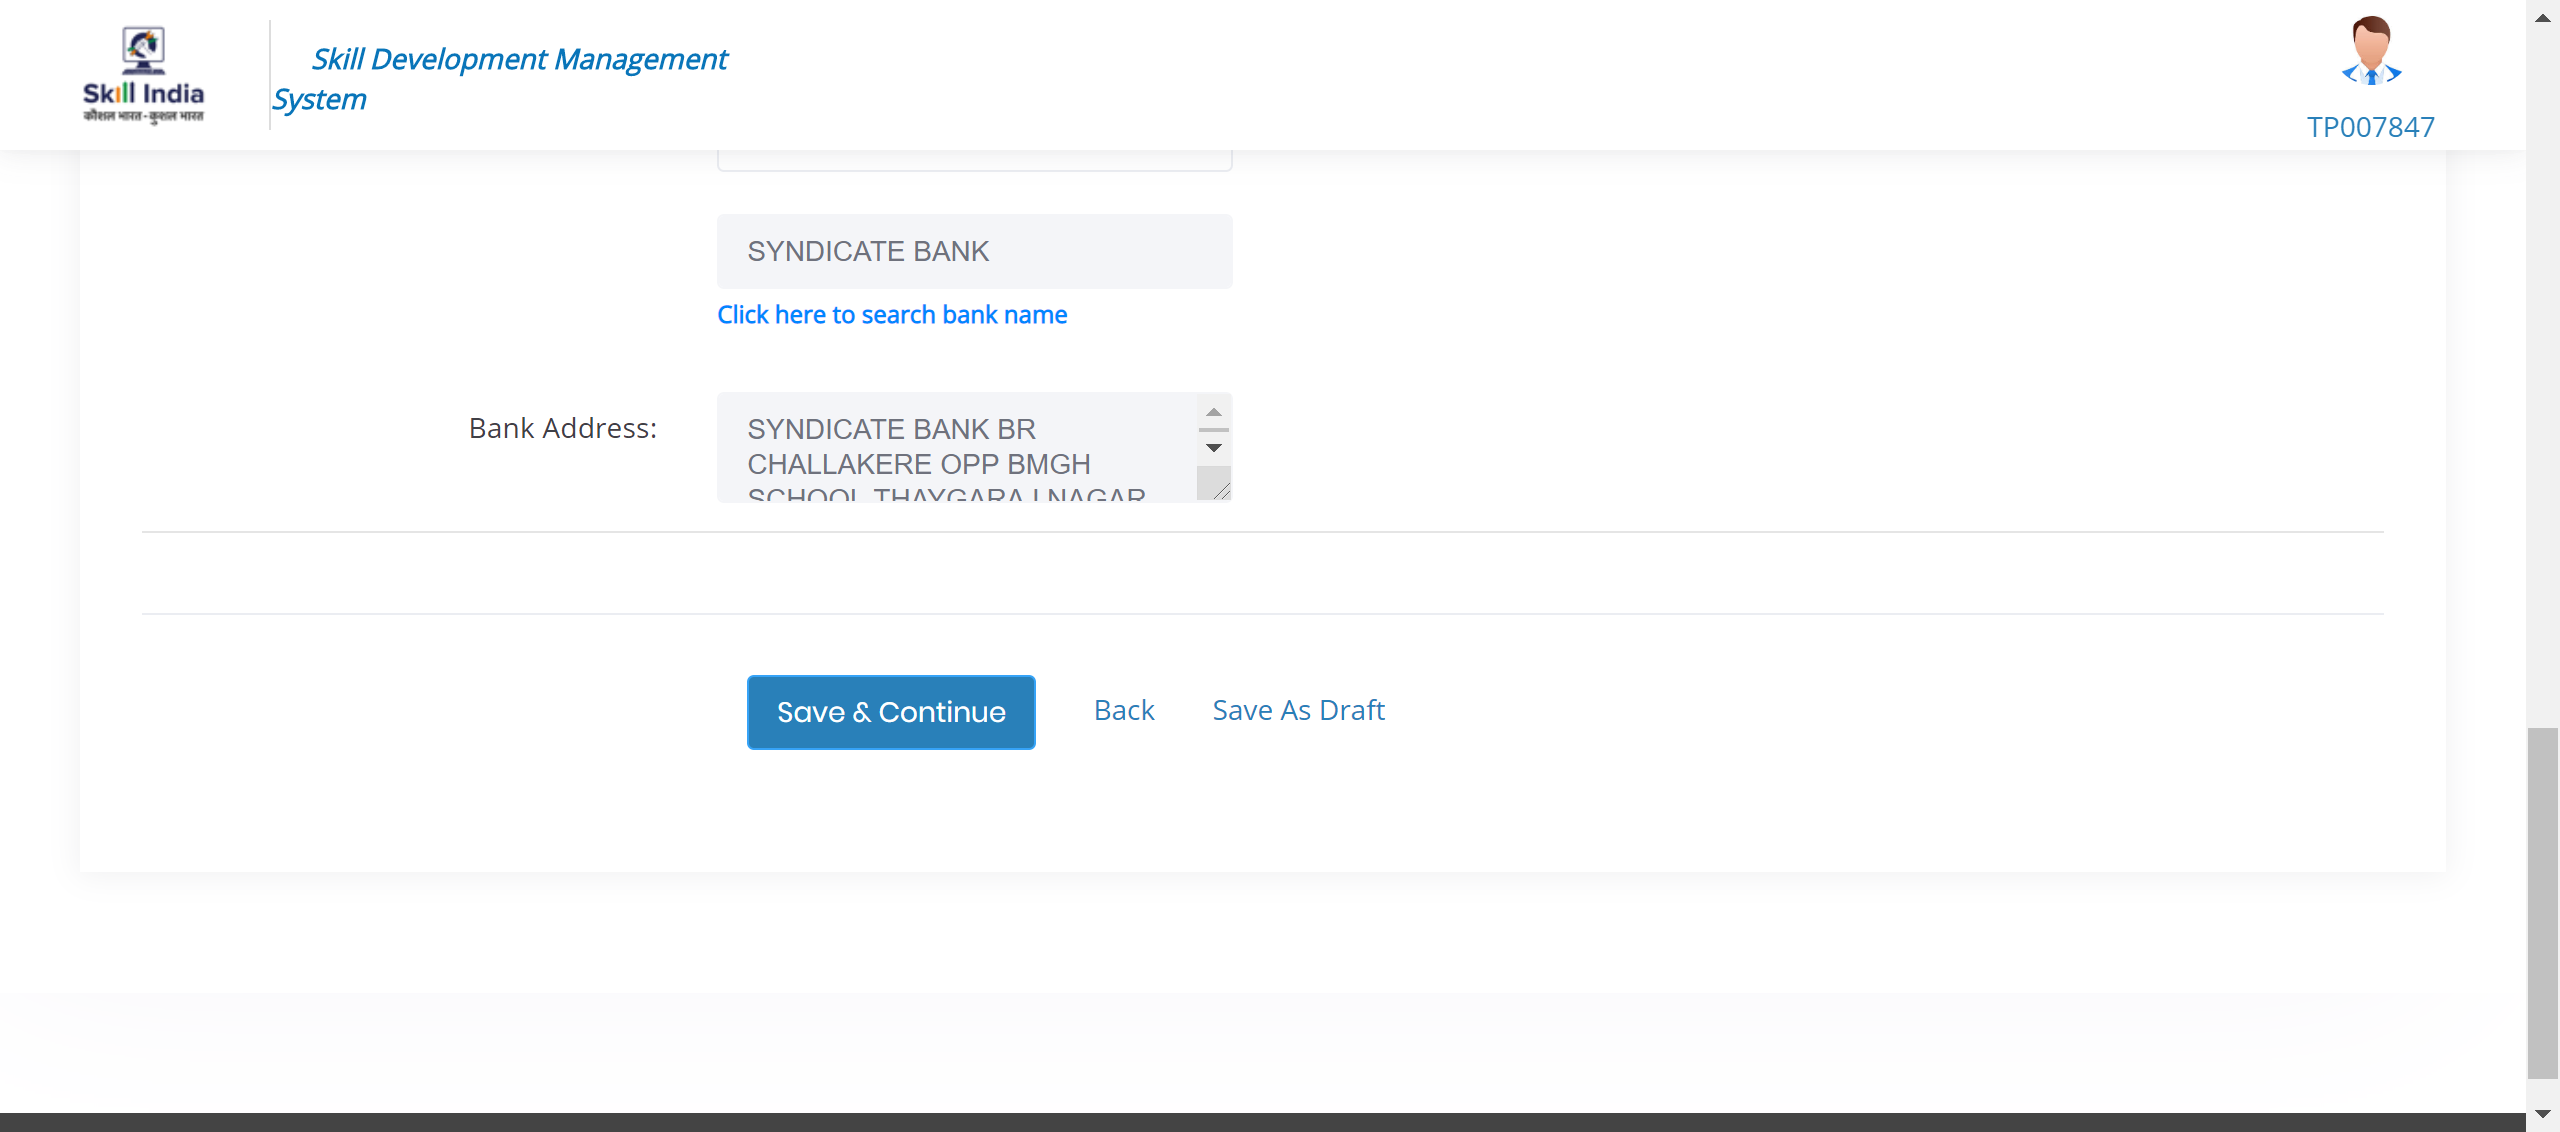 Skill India
कौशल भारत - कुशल भारत
Skill Development Management
System
TP007847
SYNDICATE BANK
Click here to search bank name
Bank Address:
SYNDICATE BANK BR
CHALLAKERE OPP BMGH
SCHOOL THAYGARAJ NAGAR
Save & Continue
Back
Save As Draft